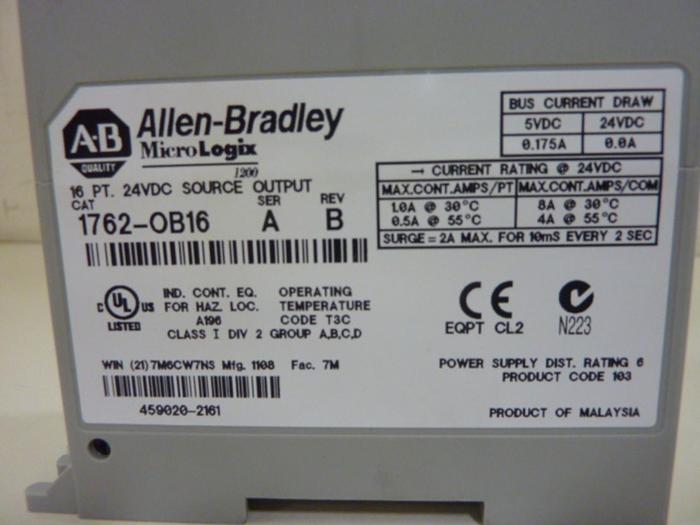 A-B
QUALITY
Allen-Bradley
MicroLogix
1200
16 PT. 24VDC SOURCE OUTPUT
CAT SER REV
1762-OB16 A B
BUS CURRENT DRAW
5VDC 24VDC
0.175A 0.0A
→ CURRENT RATING @ 24VDC
MAX.CONT.AMPS/PT MAX.CONT.AMPS/COM
1.0A @ 30°C 8A @ 30°C
0.5A @ 55°C 4A @ 55°C
SURGE = 2A MAX. FOR 10mS EVERY 2 SEC
C UL US
LISTED
IND. CONT. EQ. OPERATING
FOR HAZ. LOC. TEMPERATURE
A196 CODE T3C
CLASS I DIV 2 GROUP A,B,C,D
CE
EQPT CL2
N223
WIN (21) 7M6CW7NS Mfg. 1108 Fac. 7M
459020-2161
POWER SUPPLY DIST. RATING 6
PRODUCT CODE 103
PRODUCT OF MALAYSIA